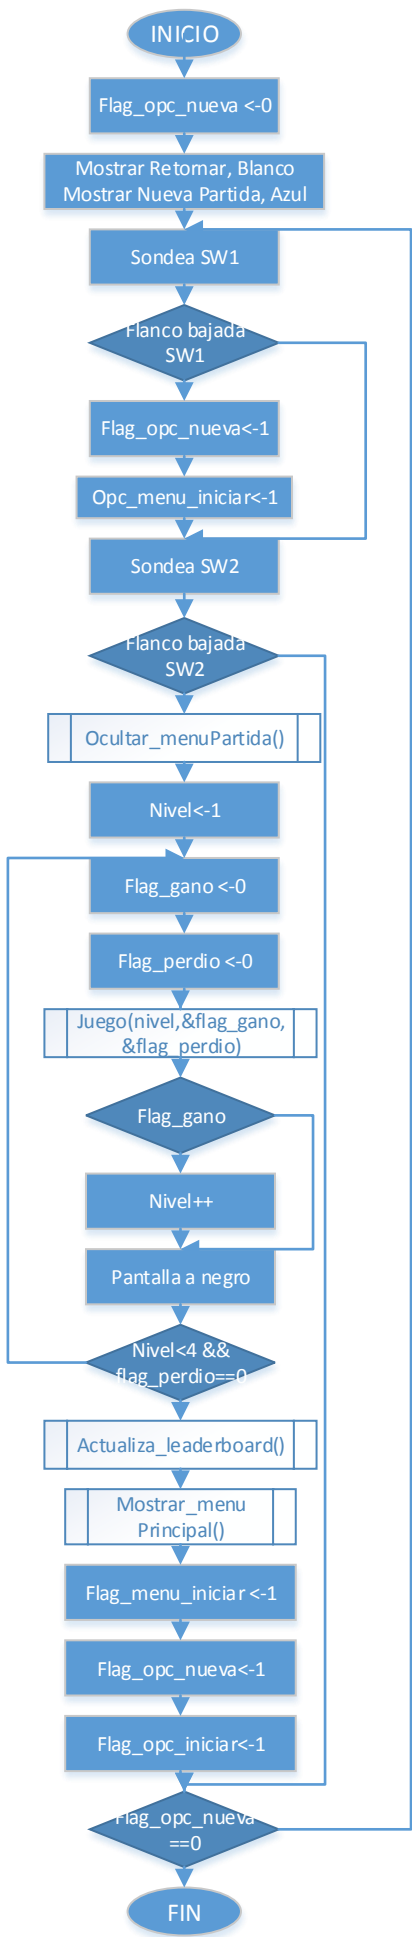 INICIO
Flag_opc_nueva <-0
Mostrar Retornar, Blanco
Mostrar Nueva Partida, Azul
Sondea SW1
Flanco bajada
SW1
Flag_opc_nueva<-1
Opc_menu_iniciar<-1
Sondea SW2
Flanco bajada
SW2
Ocultar_menuPartida()
Nivel<-1
Flag_gano <-0
Flag_perdio <-0
Juego(nivel,&flag_gano,
&flag_perdio)
Flag_gano
Nivel++
Pantalla a negro
Nivel<4 &&
flag_perdio==0
Actualiza_leaderboard()
Mostrar_menu
Principal()
Flag_menu_iniciar <-1
Flag_opc_nueva<-1
Flag_opc_iniciar<-1
Flag_opc_nueva
==0
FIN